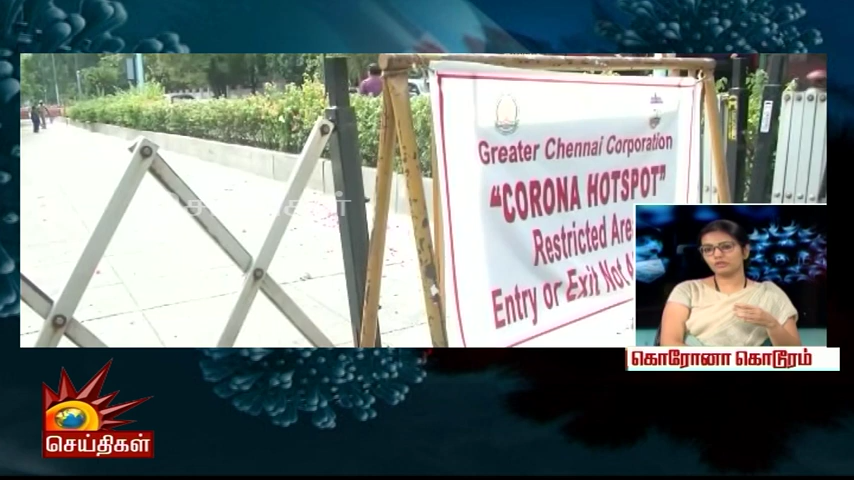 Greater Chennai Corporation
"CORONA HOTSPOT"
Restricted Are
Entry or Exit Not
கொரோனா கொடூரம்
செய்திகள்